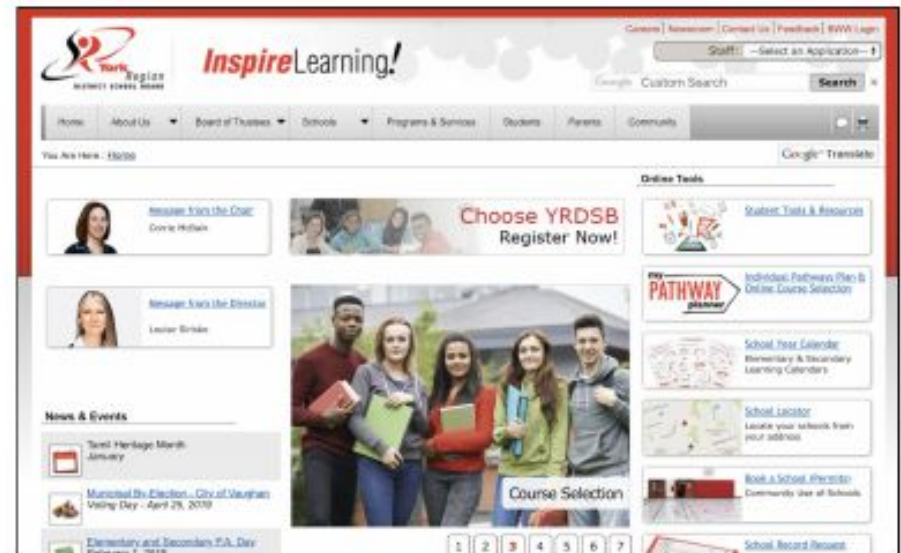 Careers | Newsroom | Contact Us | Feedback | BWW Login
Staff: --Select an Application--
York Region
DISTRICT SCHOOL BOARD
InspireLearning!
Google Custom Search
Search
Home
About Us
Board of Trustees
Schools
Programs & Services
Students
Parents
Community
You Are Here : Home
Google Translate
Message from the Chair
Corrie McBain
Message from the Director
Louise
News & Events
Tamil Heritage Month
January
Municipal By-Election - City of Vaughan
Voting Day - April 29, 2019
Elementary and Secondary P.A. Day
February 1, 2019
Choose YRDSB
Register Now!
Course Selection
1 2 3 4 5 6 7
Online Tools
Student Tools & Resources
my
PATHWAY
planner
Individual Pathways Plan &
Online Course Selection
School Year Calendar
Elementary & Secondary
Learning Calendars
School Locator
Locate your schools from
your address
Book a School (Permits)
Community Use of Schools
School Record Request